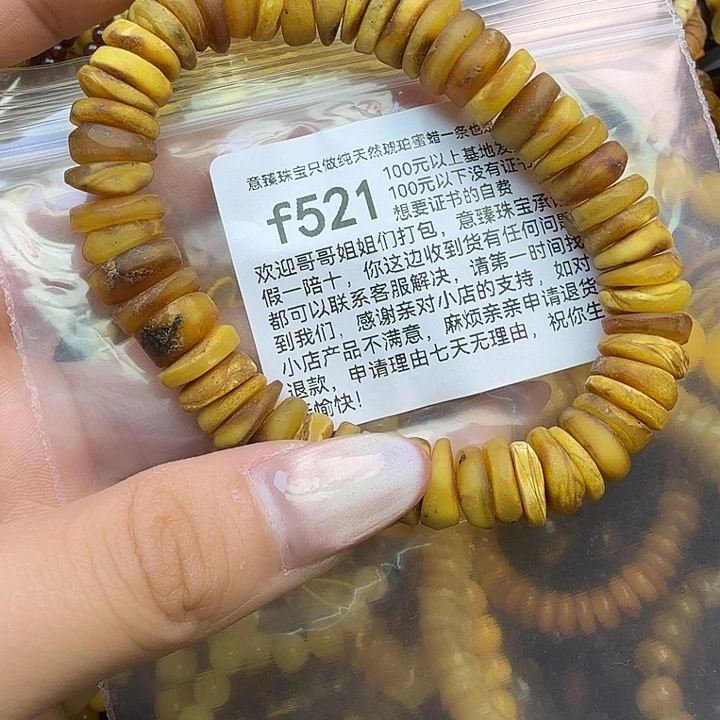 意臻珠宝只做纯天然琥珀蜜蜡一条也
100元以上基地发
f521
100元以下没有证书
想要证书的自费
欢迎哥哥姐姐们打包，意臻珠宝承
假一陪十，你这边收到货有任何问题
都可以联系客服解决，请第一时间找
到我们，感谢亲对小店的支持，如对
小店产品不满意，麻烦亲亲申请退货
退款，申请理由七天无理由，祝你生
愉快！